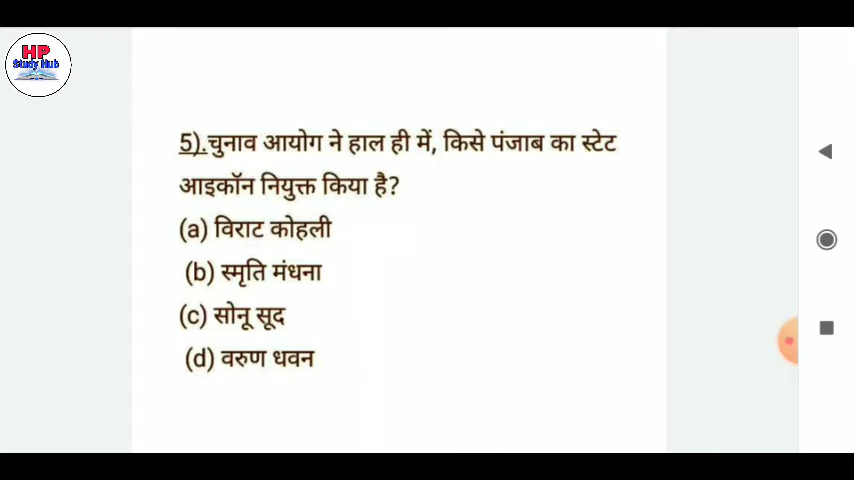 HP
Study Hub
5).चुनाव आयोग ने हाल ही में, किसे पंजाब का स्टेट
आइकॉन नियुक्त किया है?
(a) विराट कोहली
(b) स्मृति मंधना
(c) सोनू सूद
(d) वरुण धवन